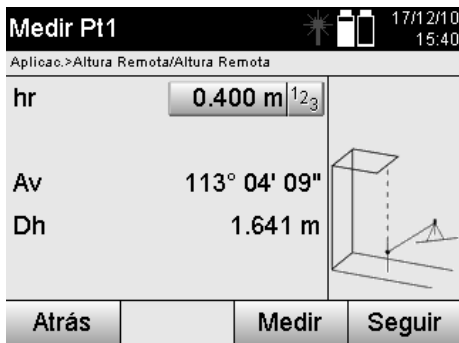 Medir Pt1
17/12/10
15:40
Aplicac.>Altura Remota/Altura Remota
hr 0.400 m 123
Av 113° 04' 09"
Dh 1.641 m
Atrás Medir Seguir